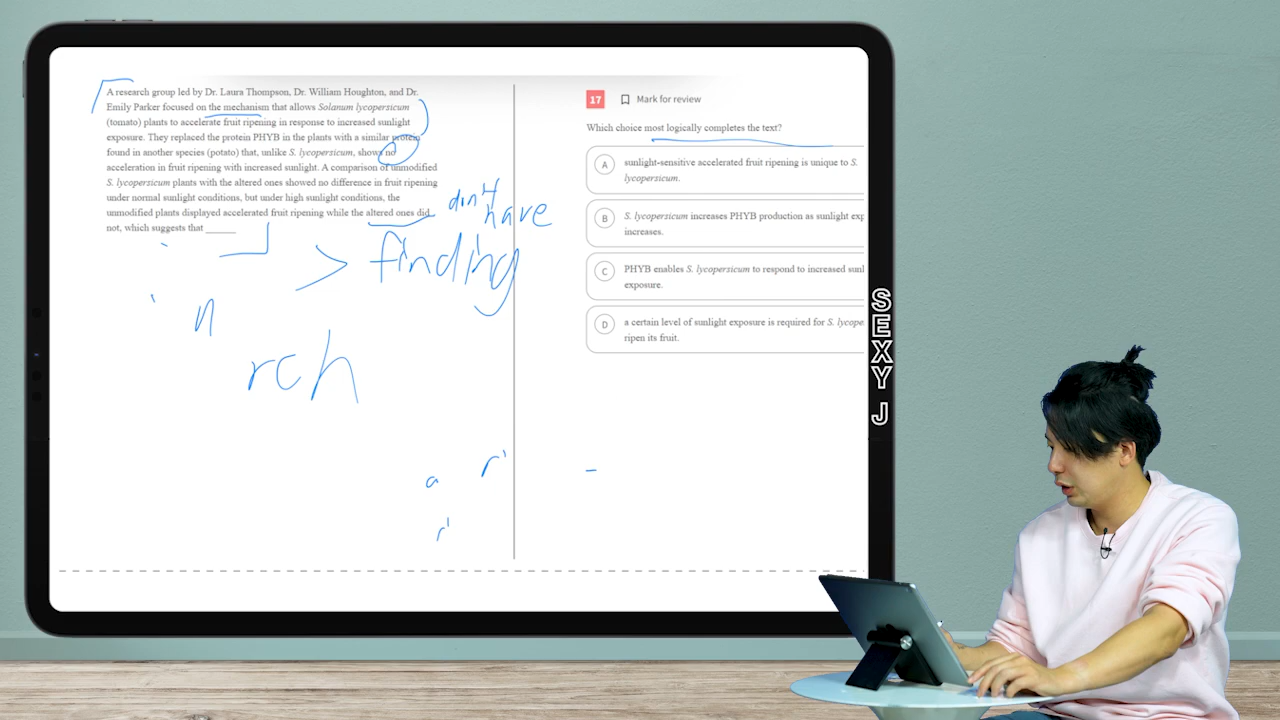 A research group led by Dr. Laura Thompson, Dr. William Houghton, and Dr.
Emily Parker focused on the mechanism that allows Solanum lycopersicum
(tomato) plants to accelerate fruit ripening in response to increased sunlight
exposure. They replaced the protein PHYB in the plants with a similar protein
found in another species (potato) that, unlike S. lycopersicum, shows no
acceleration in fruit ripening with increased sunlight. A comparison of unmodified
S. lycopersicum plants with the altered ones showed no difference in fruit ripening
under normal sunlight conditions, but under high sunlight conditions, the
unmodified plants displayed accelerated fruit ripening while the altered ones did
not, which suggests that ______
don't
have
> finding
n
rch
a r
r
17 Mark for review
Which choice most logically completes the text?
A sunlight-sensitive accelerated fruit ripening is unique to S.
lycopersicum.
B S. lycopersicum increases PHYB production as sunlight exp
increases.
C PHYB enables S. lycopersicum to respond to increased sunl
exposure.
D a certain level of sunlight exposure is required for S. lycope
ripen its fruit.
SEXY J